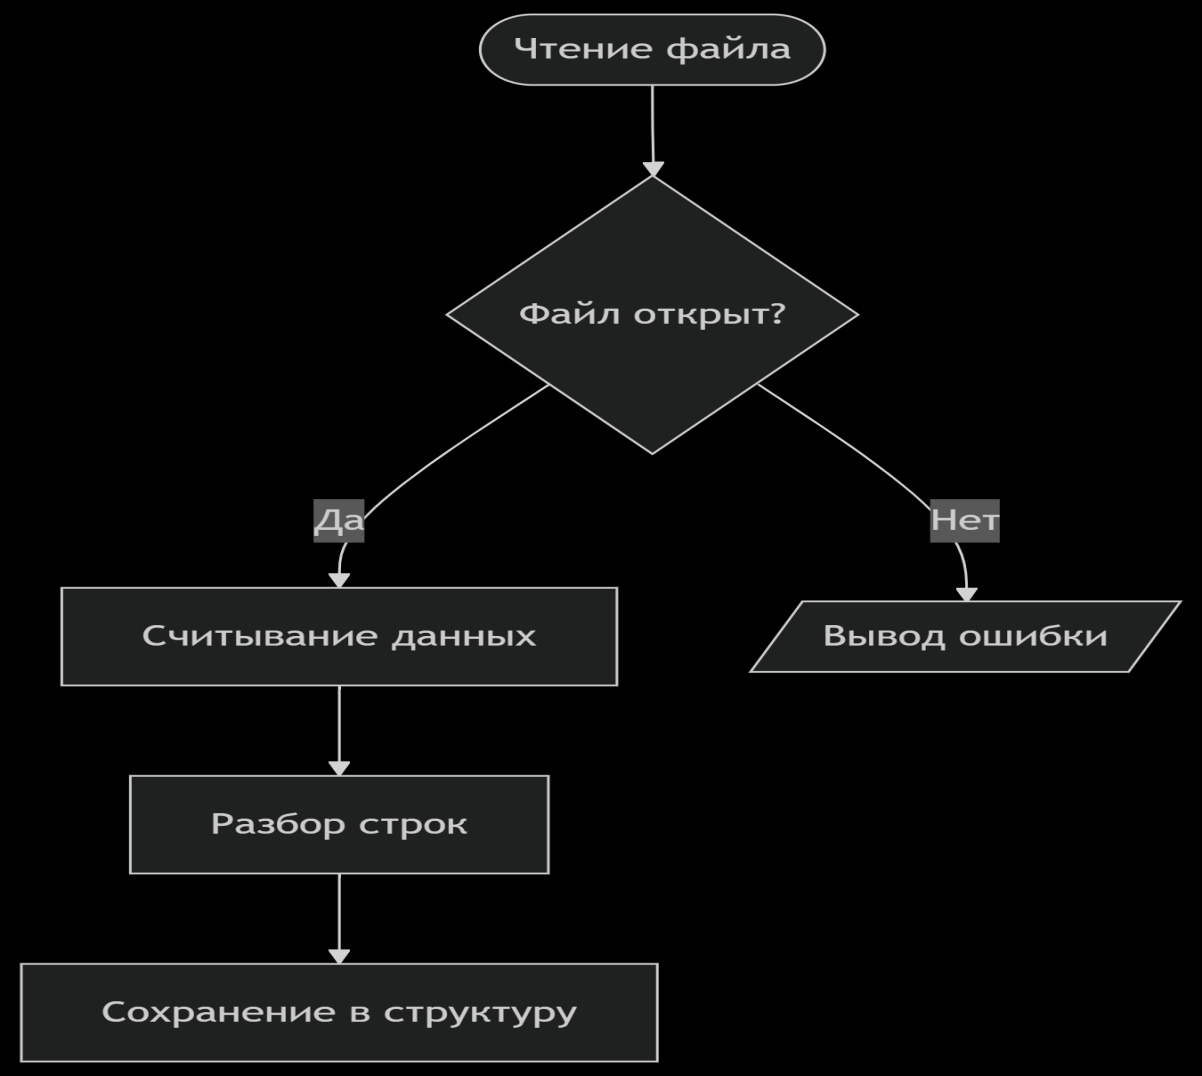 Чтение файла
Файл открыт?
Да
Нет
Считывание данных
Вывод ошибки
Разбор строк
Сохранение в структуру